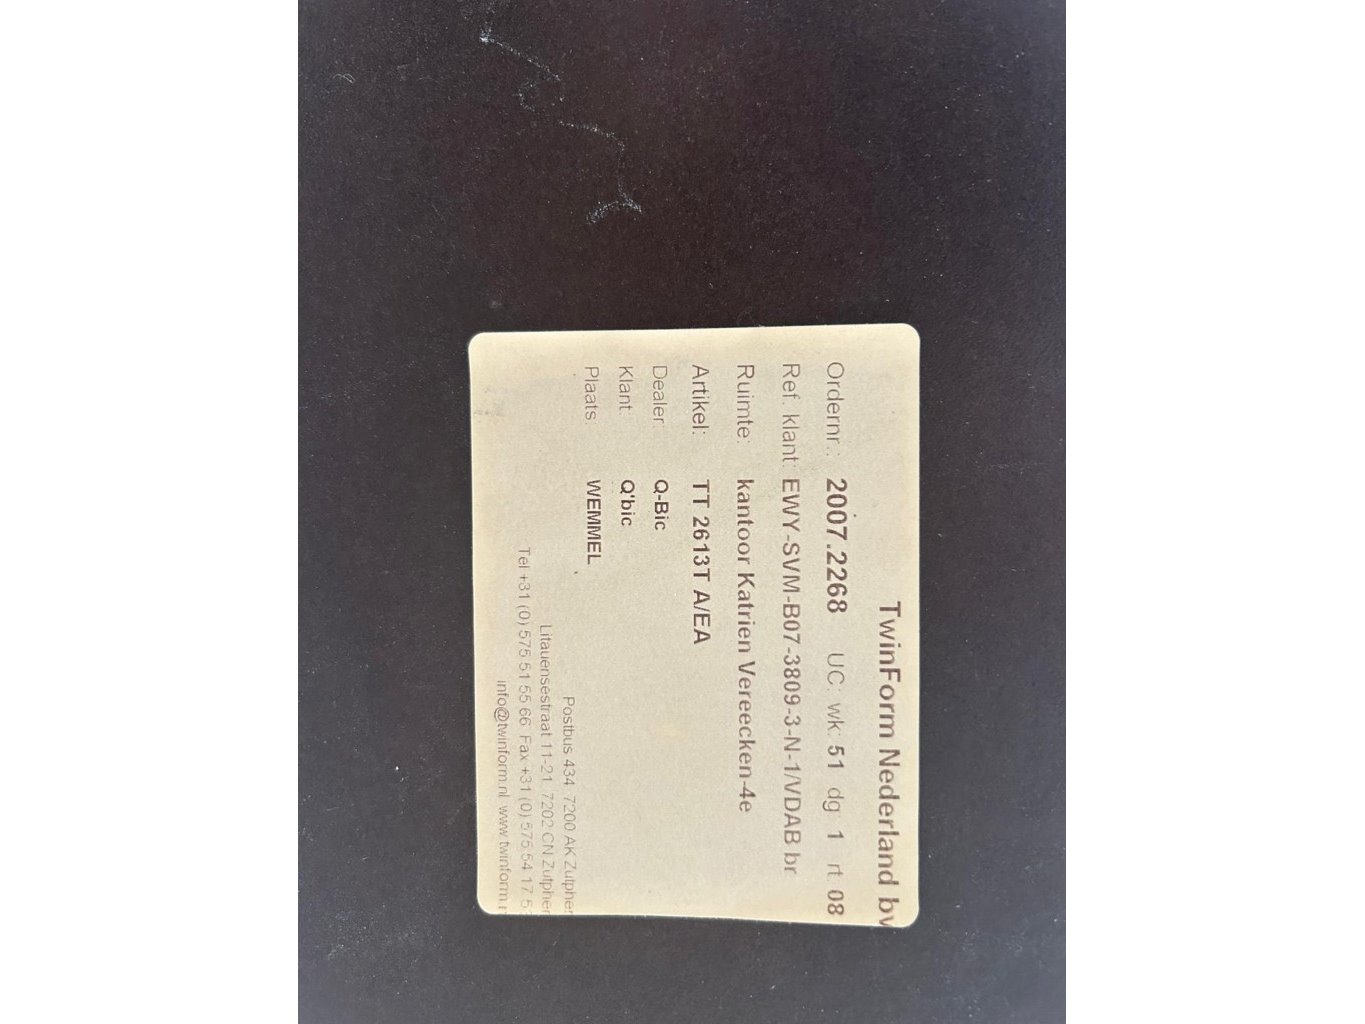 TwinForm Nederland bv
Ordernr.: 2007.2268 UC: wk: 51 dg 1 rt 08
Ref. klant: EWY-SVM-B07-3809-3-N-1/VDAB br
Ruimte: kantoor Katrien Vereecken-4e
Artikel: TT 2613T A/EA
Dealer: Q-Bic
Klant: Q'bic
Plaats: WEMMEL
Postbus 434 7200 AK Zutphen
Litauensestraat 11-21 7202 CN Zutphen
Tel +31 (0) 575 51 55 66 Fax +31 (0) 575 54 17 5
info@twinform.nl www.twinform.n